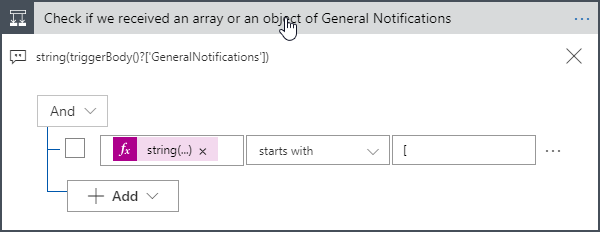 Check if we received an array or an object of General Notifications
string(triggerBody()?['GeneralNotifications'])
And
fx string(...) × starts with [
+ Add